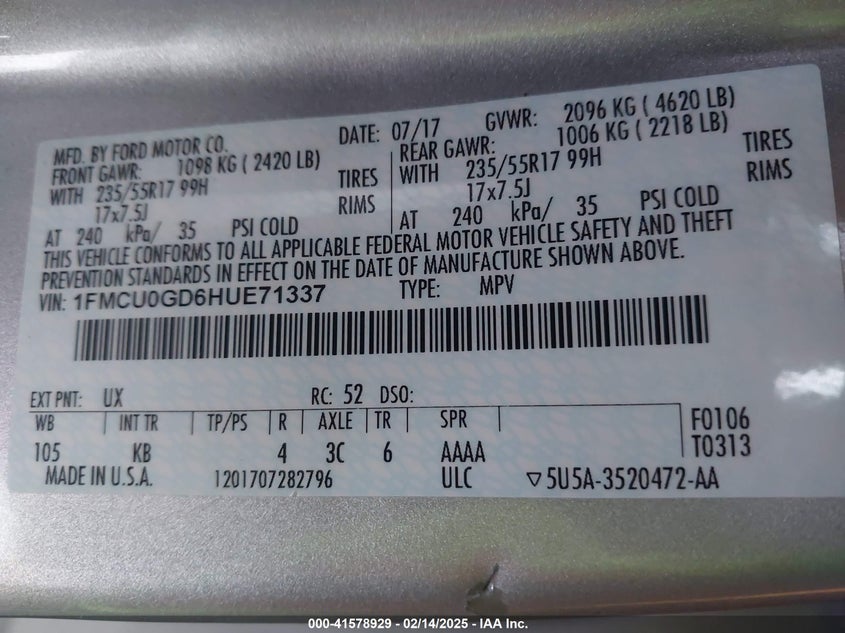 MFD. BY FORD MOTOR CO. DATE: 07/17 GVWR: 2096 KG ( 4620 LB)
FRONT GAWR: 1098 KG ( 2420 LB) REAR GAWR: 1006 KG ( 2218 LB)
WITH 235/55R17 99H TIRES WITH 235/55R17 99H TIRES
17x7.5J RIMS 17x7.5J RIMS
AT 240 kPa/ 35 PSI COLD AT 240 kPa/ 35 PSI COLD
THIS VEHICLE CONFORMS TO ALL APPLICABLE FEDERAL MOTOR VEHICLE SAFETY AND THEFT
PREVENTION STANDARDS IN EFFECT ON THE DATE OF MANUFACTURE SHOWN ABOVE.
VIN: 1FMCU0GD6HUE71337 TYPE: MPV
EXT PNT: UX RC: 52 DSO:
WB INT TR TP/PS R AXLE TR SPR F0106
105 KB 4 3C 6 AAAA T0313
MADE IN U.S.A. 1201707282796 ULC ▽5U5A-3520472-AA
000-41578929 - 02/14/2025 - IAA Inc.